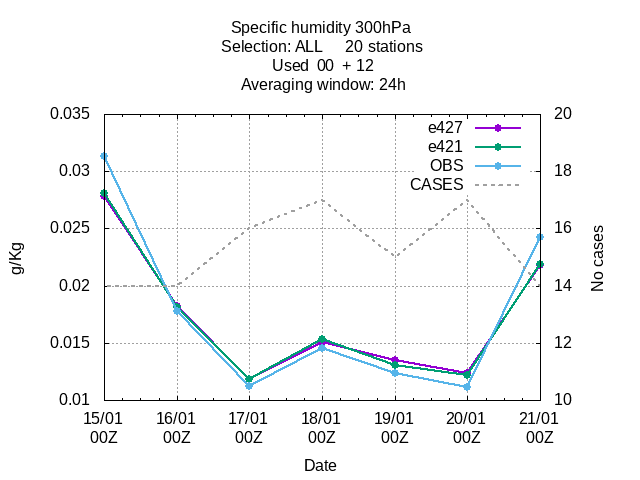 Specific humidity 300hPa
Selection: ALL     20 stations
Used  00  + 12
Averaging window: 24h
0.035
0.03
0.025
0.02
0.015
0.01
g/Kg
e427
e421
OBS
CASES
20
18
16
14
12
10
No cases
15/01 16/01 17/01 18/01 19/01 20/01 21/01
00Z 00Z 00Z 00Z 00Z 00Z 00Z
Date